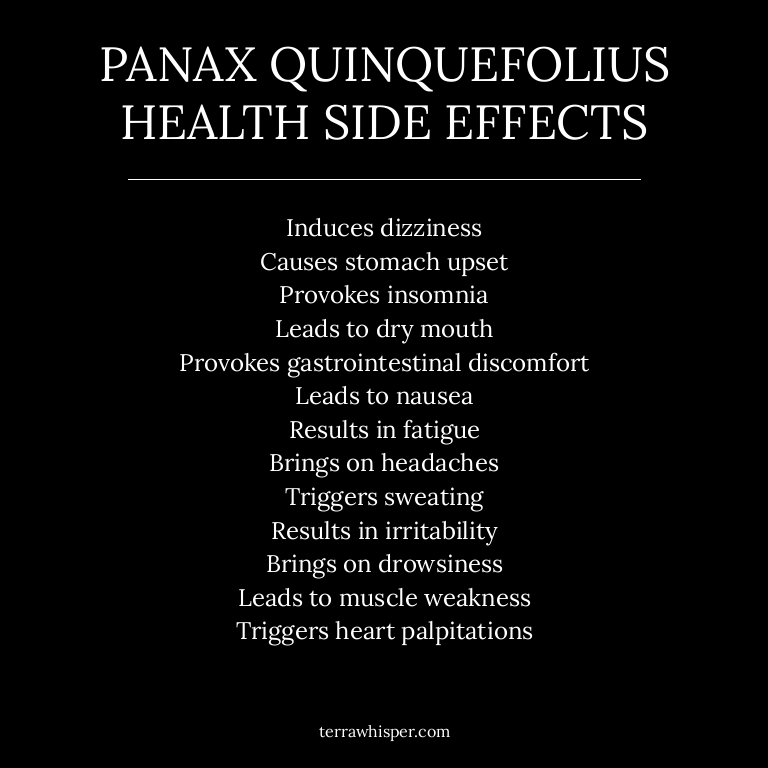 PANAX QUINQUEFOLIUS
HEALTH SIDE EFFECTS
Induces dizziness
Causes stomach upset
Provokes insomnia
Leads to dry mouth
Provokes gastrointestinal discomfort
Leads to nausea
Results in fatigue
Brings on headaches
Triggers sweating
Results in irritability
Brings on drowsiness
Leads to muscle weakness
Triggers heart palpitations
terrawhisper.com